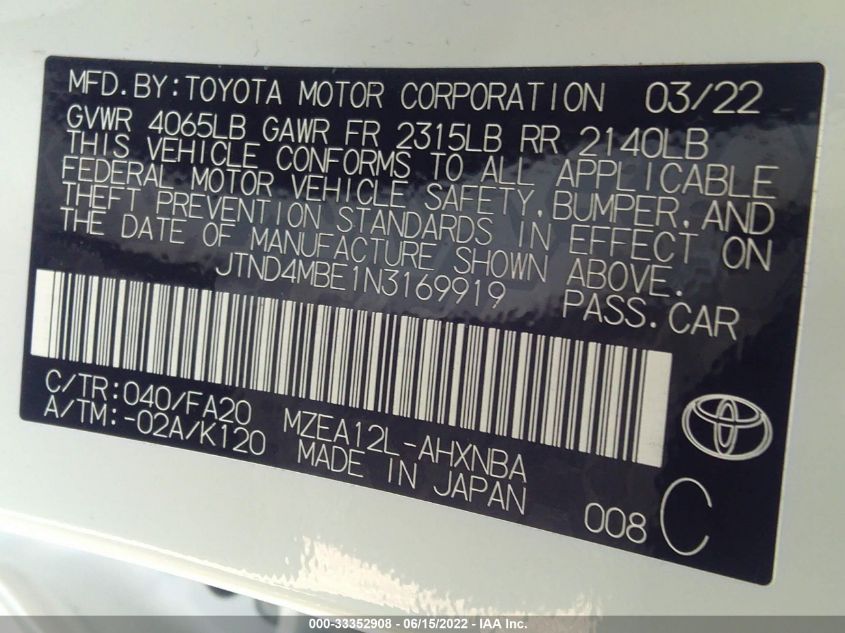 MFD.BY:TOYOTA MOTOR CORPORATION 03/22
GVWR 4065LB GAWR FR 2315LB RR 2140LB
THIS VEHICLE CONFORMS TO ALL APPLICABLE
FEDERAL MOTOR VEHICLE SAFETY,BUMPER,AND
THEFT PREVENTION STANDARDS IN EFFECT ON
THE DATE OF MANUFACTURE SHOWN ABOVE.
JTND4MBE1N3169919 PASS.CAR
C/TR:040/FA20
A/TM:-02A/K120
MZEA12L-AHXNBA
MADE IN JAPAN
008 C
000-33352908 - 06/15/2022 - IAA Inc.